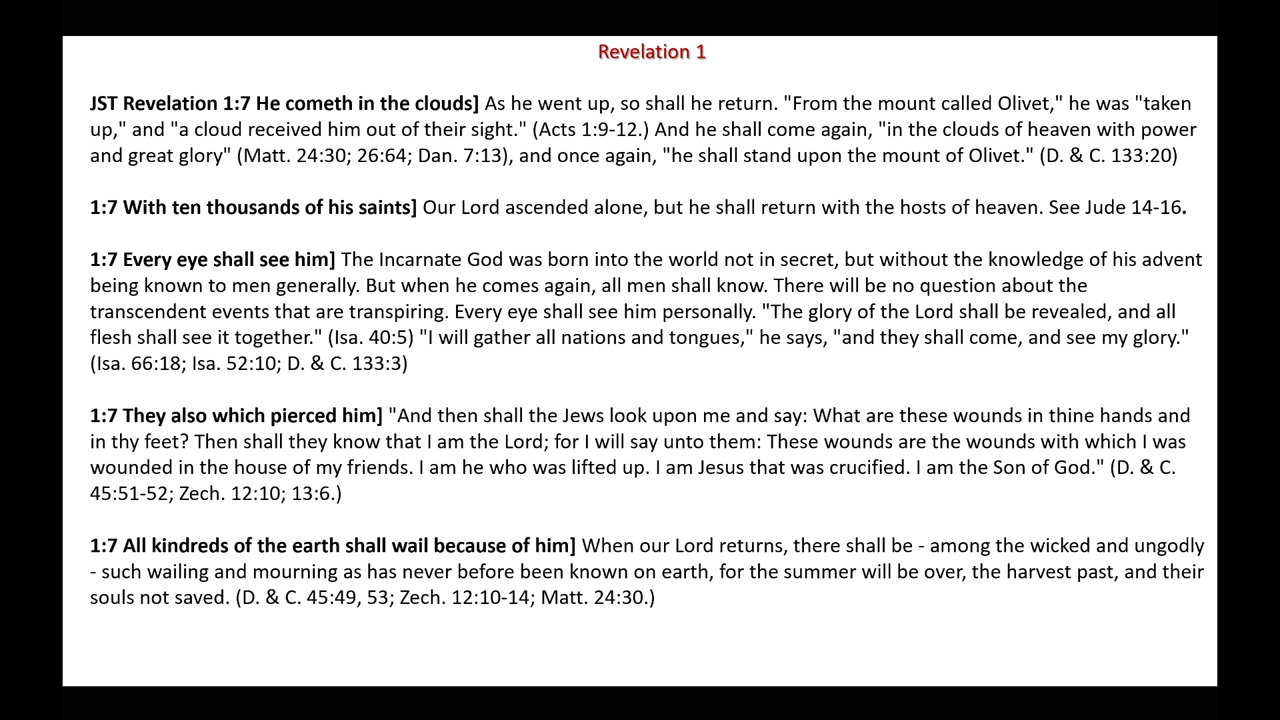 Revelation 1
JST Revelation 1:7 He cometh in the clouds] As he went up, so shall he return. "From the mount called Olivet," he was "taken
up," and "a cloud received him out of their sight." (Acts 1:9-12.) And he shall come again, "in the clouds of heaven with power
and great glory" (Matt. 24:30; 26:64; Dan. 7:13), and once again, "he shall stand upon the mount of Olivet." (D. & C. 133:20)
1:7 With ten thousands of his saints] Our Lord ascended alone, but he shall return with the hosts of heaven. See Jude 14-16.
1:7 Every eye shall see him] The Incarnate God was born into the world not in secret, but without the knowledge of his advent
being known to men generally. But when he comes again, all men shall know. There will be no question about the
transcendent events that are transpiring. Every eye shall see him personally. "The glory of the Lord shall be revealed, and all
flesh shall see it together." (Isa. 40:5) "I will gather all nations and tongues," he says, "and they shall come, and see my glory."
(Isa. 66:18; Isa. 52:10; D. & C. 133:3)
1:7 They also which pierced him] "And then shall the Jews look upon me and say: What are these wounds in thine hands and
in thy feet? Then shall they know that I am the Lord; for I will say unto them: These wounds are the wounds with which I was
wounded in the house of my friends. I am he who was lifted up. I am Jesus that was crucified. I am the Son of God." (D. & C.
45:51-52; Zech. 12:10; 13:6.)
1:7 All kindreds of the earth shall wail because of him] When our Lord returns, there shall be - among the wicked and ungodly
- such wailing and mourning as has never before been known on earth, for the summer will be over, the harvest past, and their
souls not saved. (D. & C. 45:49, 53; Zech. 12:10-14; Matt. 24:30.)